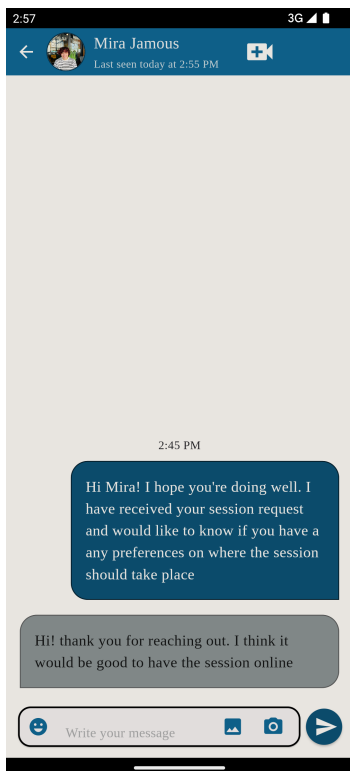 2:57
3G
Mira Jamous
Last seen today at 2:55 PM
2:45 PM
Hi Mira! I hope you're doing well. I
have received your session request
and would like to know if you have a
any preferences on where the session
should take place
Hi! thank you for reaching out. I think it
would be good to have the session online
Write your message